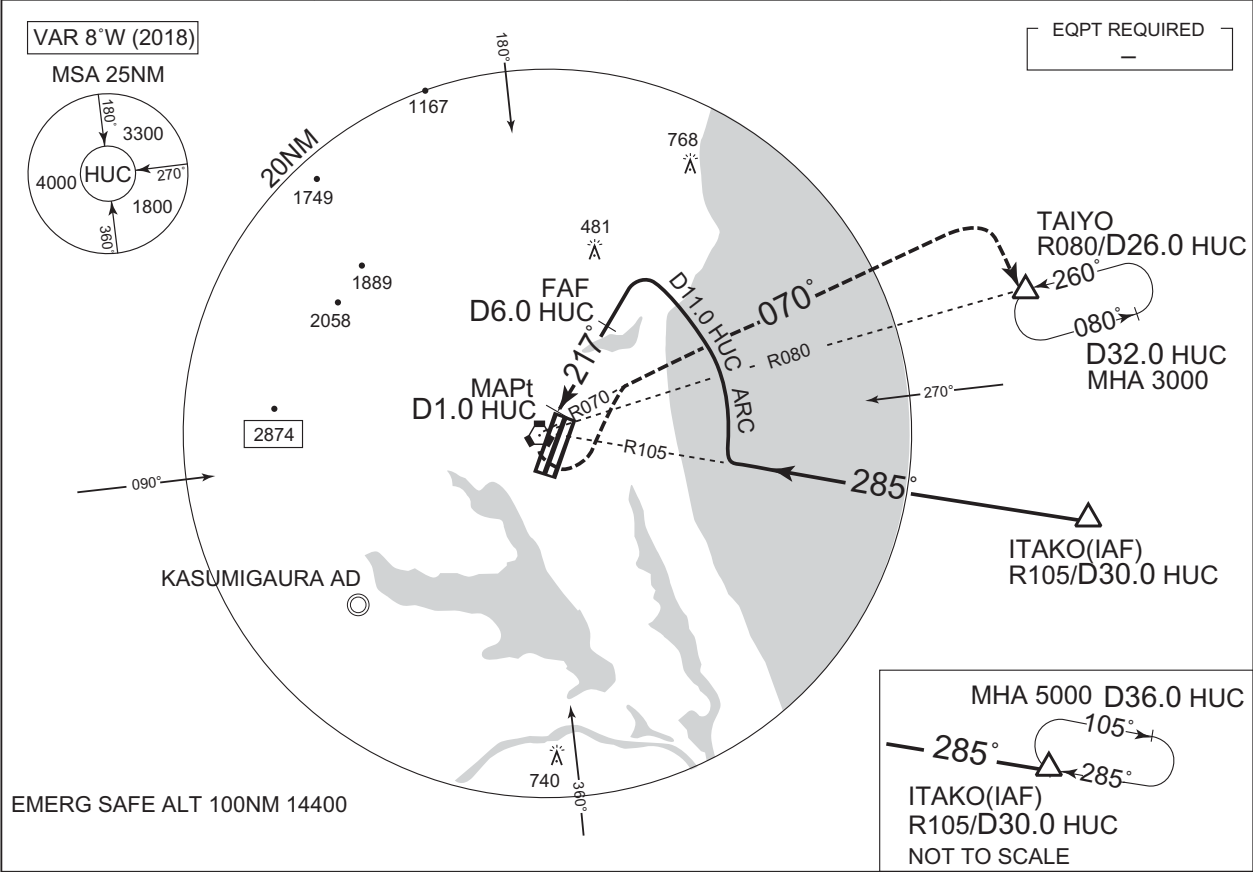 VAR 8°W (2018)
MSA 25NM
180°
3300
HUC
4000
270°
1800
360°
EQPT REQUIRED
–
180°
1167
20NM
1749
768
481
1889
2058
FAF
D6.0 HUC
217°
D11.0 HUC ARC
070°
TAIYO
R080/D26.0 HUC
260°
080°
D32.0 HUC
MHA 3000
R080
MAPt
D1.0 HUC
R070
270°
2874
R105
285°
090°
ITAKO(IAF)
R105/D30.0 HUC
KASUMIGAURA AD
740
360°
EMERG SAFE ALT 100NM 14400
MHA 5000 D36.0 HUC
105°
285°
285°
ITAKO(IAF)
R105/D30.0 HUC
NOT TO SCALE